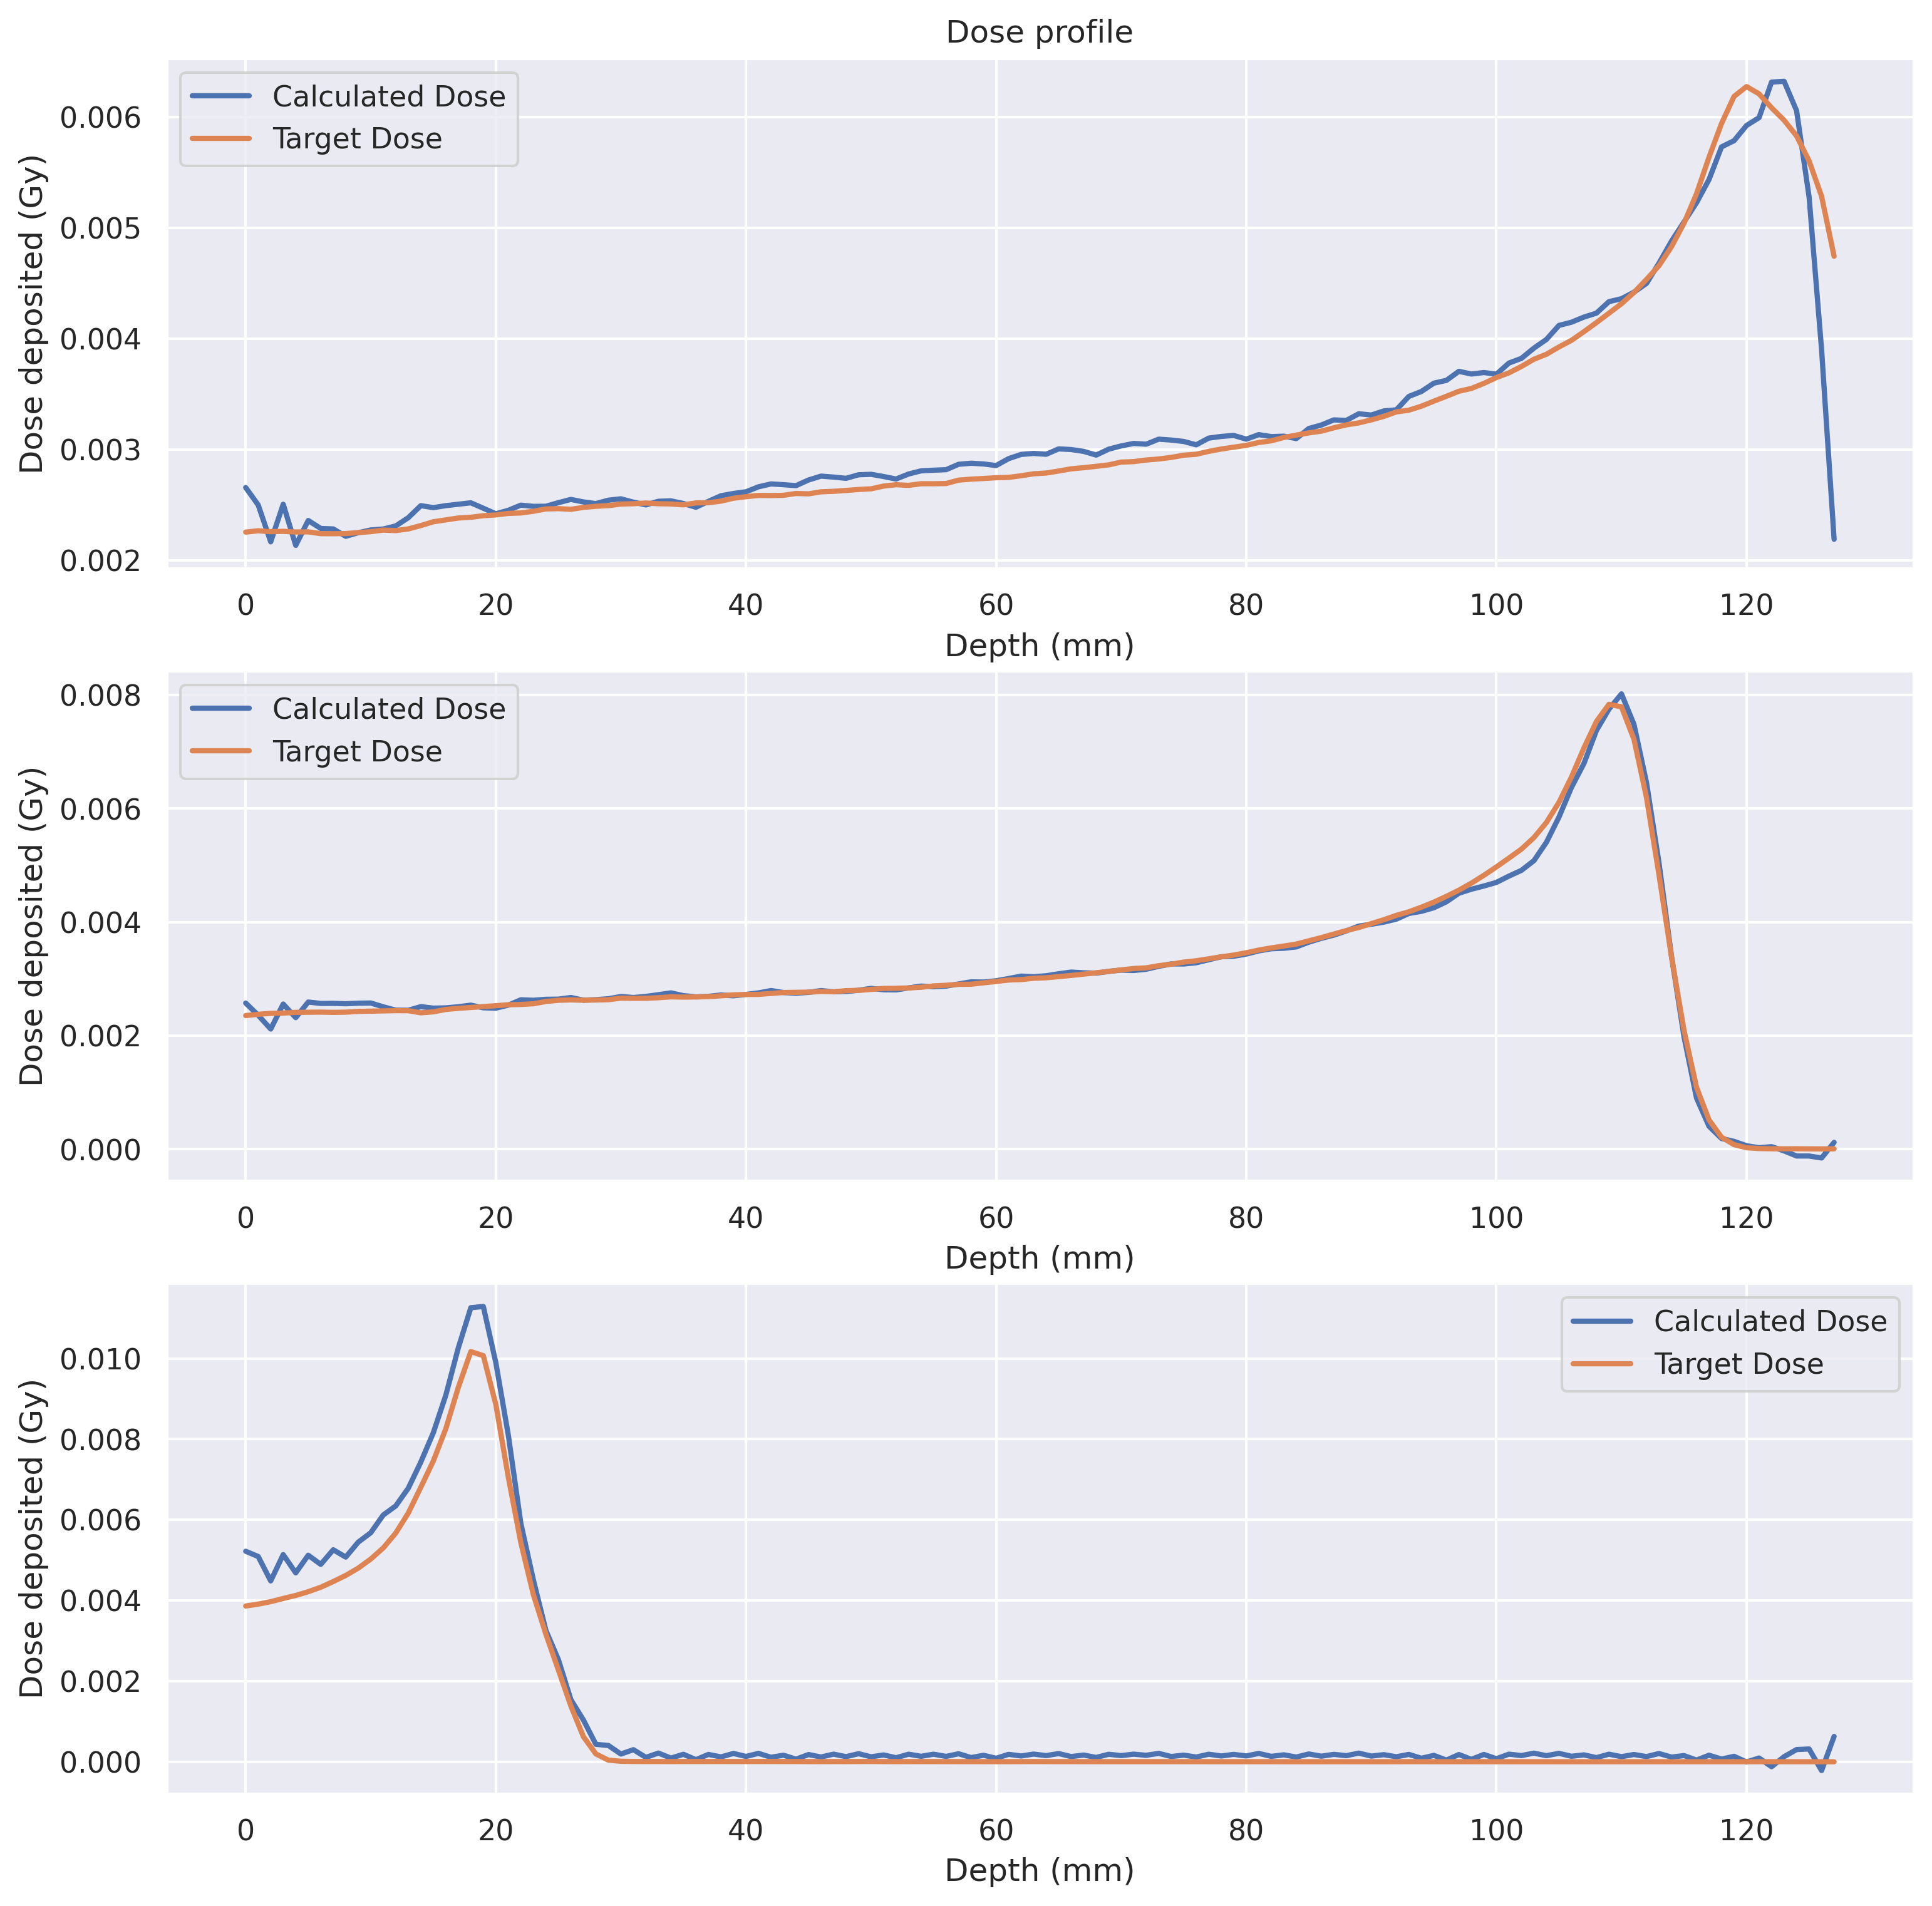 Dose profile
Calculated Dose
Target Dose
Dose deposited (Gy)
0.006
0.005
0.004
0.003
0.002
0 20 40 60 80 100 120
Depth (mm)
Calculated Dose
Target Dose
Dose deposited (Gy)
0.008
0.006
0.004
0.002
0.000
0 20 40 60 80 100 120
Depth (mm)
Calculated Dose
Target Dose
Dose deposited (Gy)
0.010
0.008
0.006
0.004
0.002
0.000
0 20 40 60 80 100 120
Depth (mm)